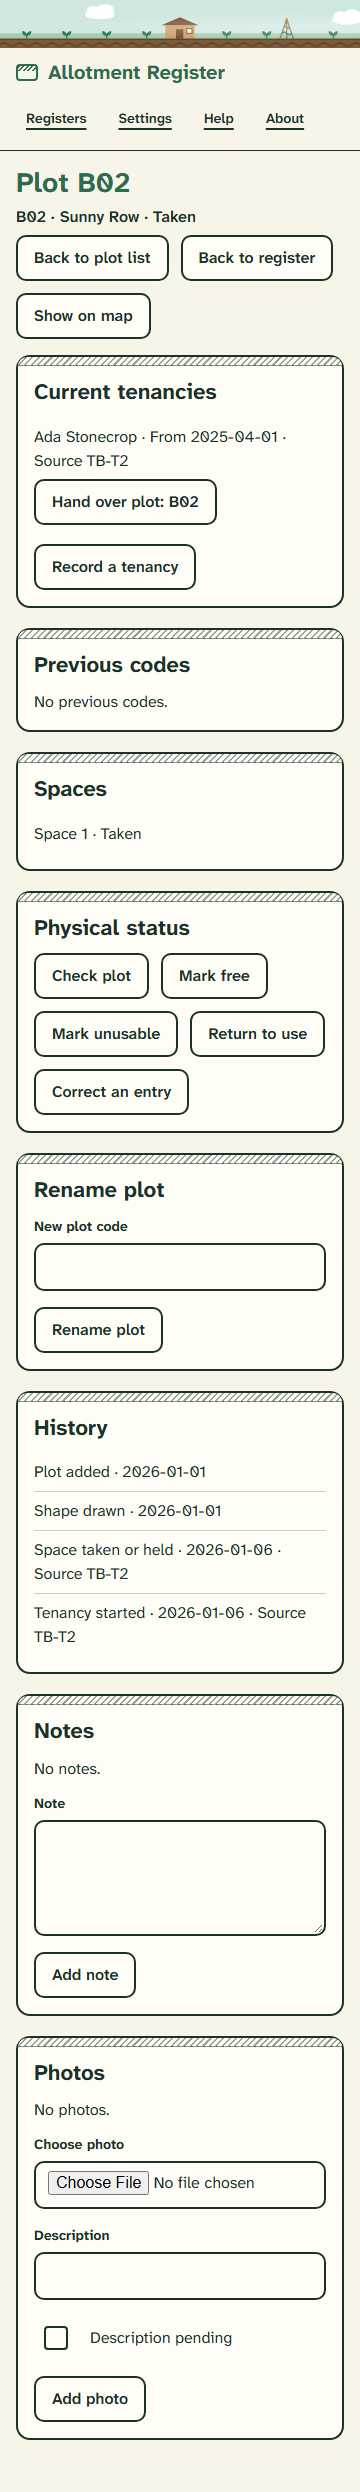 Allotment Register
Registers Settings Help About
Plot B02
B02 · Sunny Row · Taken
Back to plot list Back to register
Show on map
Current tenancies
Ada Stonecrop · From 2025-04-01 ·
Source TB-T2
Hand over plot: B02
Record a tenancy
Previous codes
No previous codes.
Spaces
Space 1 · Taken
Physical status
Check plot Mark free
Mark unusable Return to use
Correct an entry
Rename plot
New plot code
Rename plot
History
Plot added · 2026-01-01
Shape drawn · 2026-01-01
Space taken or held · 2026-01-06 ·
Source TB-T2
Tenancy started · 2026-01-06 · Source
TB-T2
Notes
No notes.
Note
Add note
Photos
No photos.
Choose photo
Choose File No file chosen
Description
Description pending
Add photo